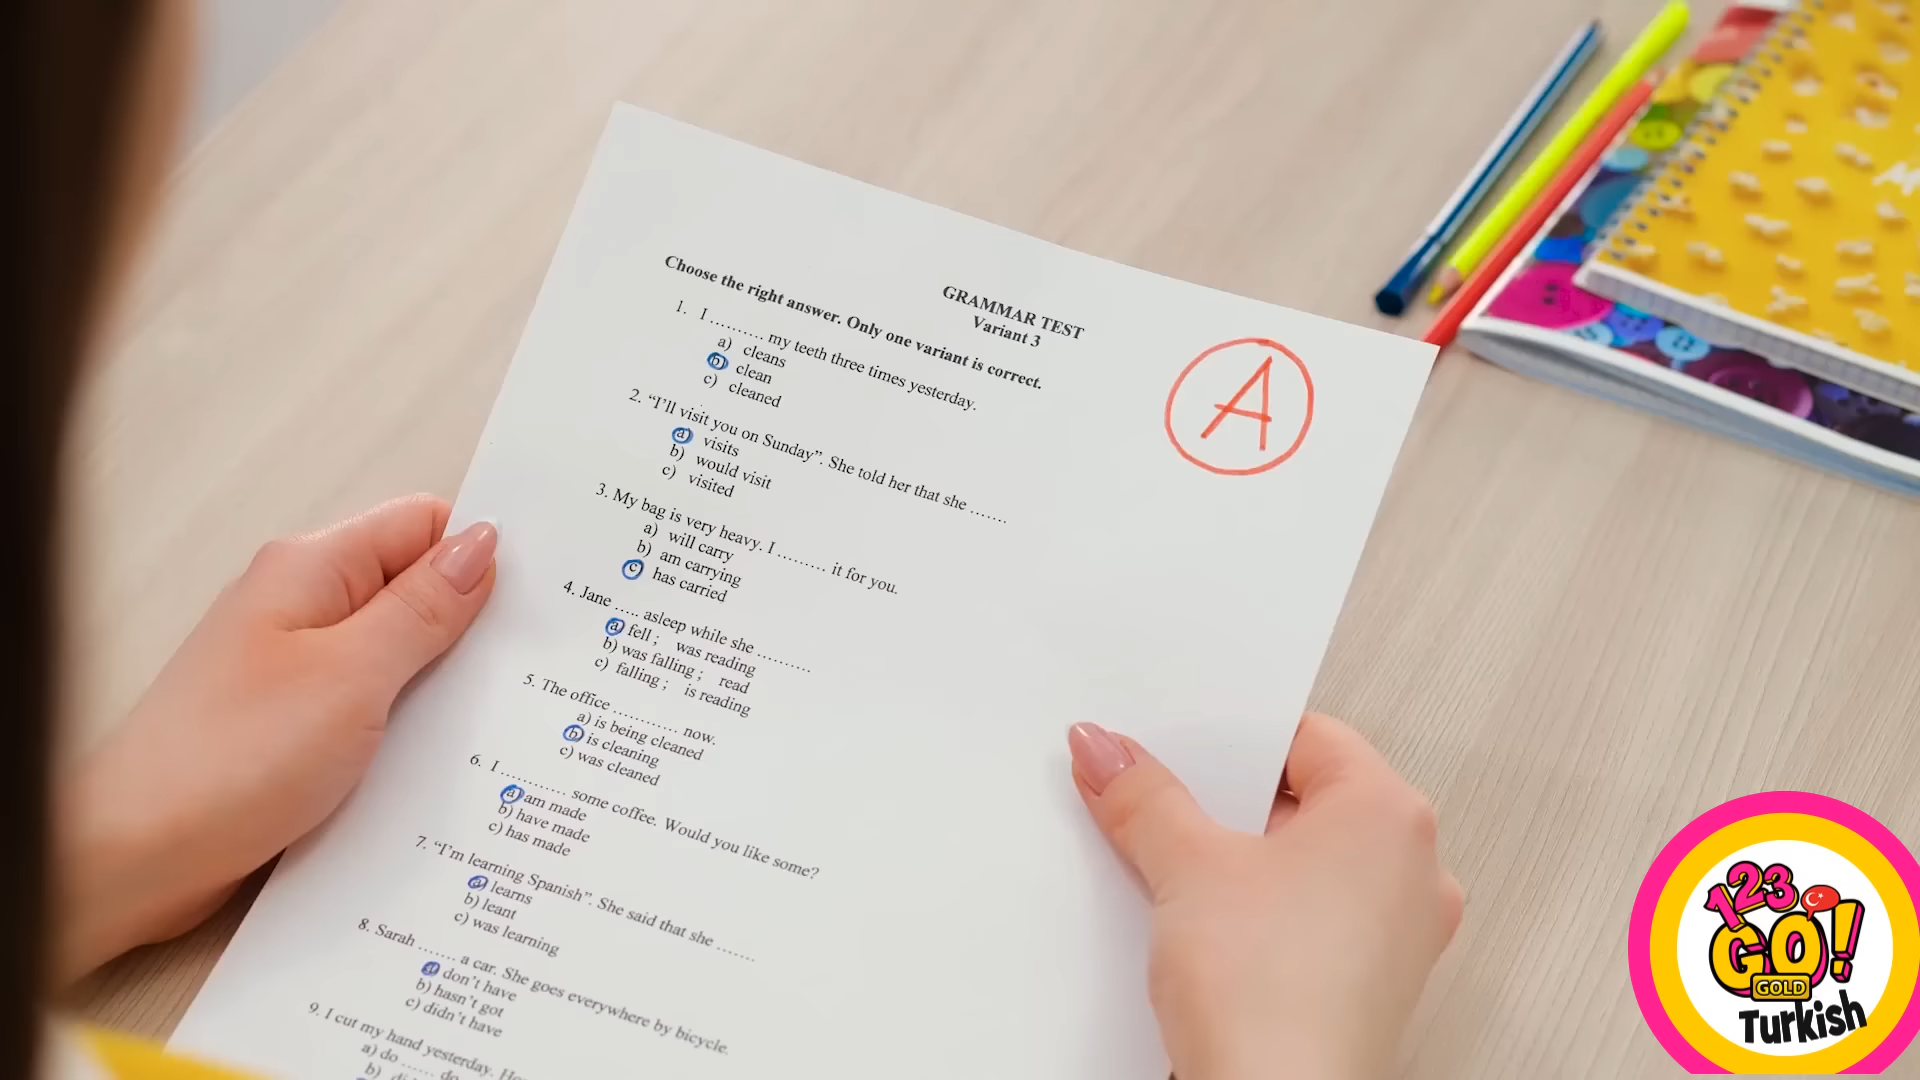 GRAMMAR TEST
Variant 3
Choose the right answer. Only one variant is correct.
1. I .......... my teeth three times yesterday.
a) cleans
b) clean
c) cleaned
2. “I’ll visit you on Sunday”. She told her that she .......
a) visits
b) would visit
c) visited
3. My bag is very heavy. I ......... it for you.
a) will carry
b) am carrying
c) has carried
4. Jane ..... asleep while she ..........
a) fell ; was reading
b) was falling ; read
c) falling ; is reading
5. The office ............ now.
a) is being cleaned
b) is cleaning
c) was cleaned
6. I ............ some coffee. Would you like some?
a) am made
b) have made
c) has made
7. “I’m learning Spanish”. She said that she .......
a) learns
b) leant
c) was learning
8. Sarah ....... a car. She goes everywhere by bicycle.
a) don’t have
b) hasn’t got
c) didn’t have
9. I cut my hand yesterday.
a) do ...... do
b)
A
123
GO!
GOLD
Turkish